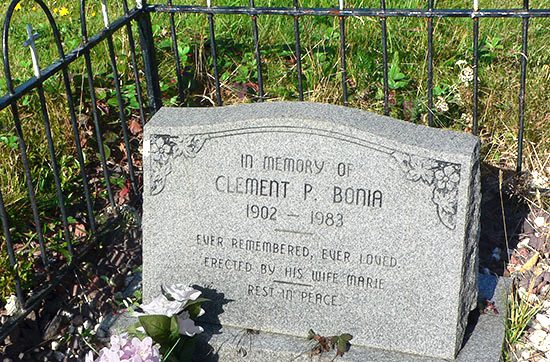 IN MEMORY OF
CLEMENT P. BONIA
1902 — 1983
EVER REMEMBERED, EVER LOVED.
ERECTED BY HIS WIFE MARIE
REST IN PEACE.